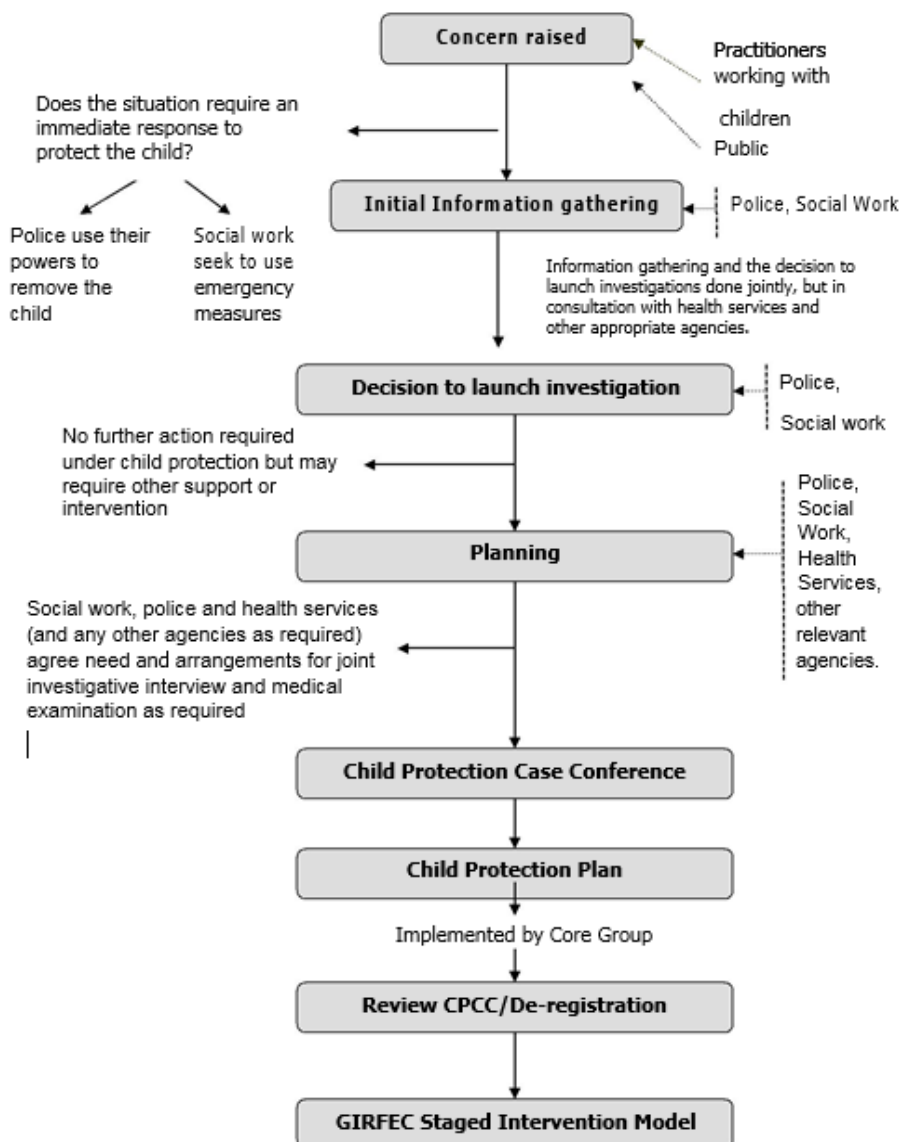 Concern raised
Practitioners
working with
children
Public
Does the situation require an
immediate response to
protect the child?
Police use their
powers to
remove the
child
Social work
seek to use
emergency
measures
Initial Information gathering
Police, Social Work
Information gathering and the decision to
launch investigations done jointly, but in
consultation with health services and
other appropriate agencies.
Decision to launch investigation
Police,
Social work
No further action required
under child protection but may
require other support or
intervention
Planning
Police,
Social
Work,
Health
Services,
other
relevant
agencies.
Social work, police and health services
(and any other agencies as required)
agree need and arrangements for joint
investigative interview and medical
examination as required
Child Protection Case Conference
Child Protection Plan
Implemented by Core Group
Review CPCC/De-registration
GIRFEC Staged Intervention Model